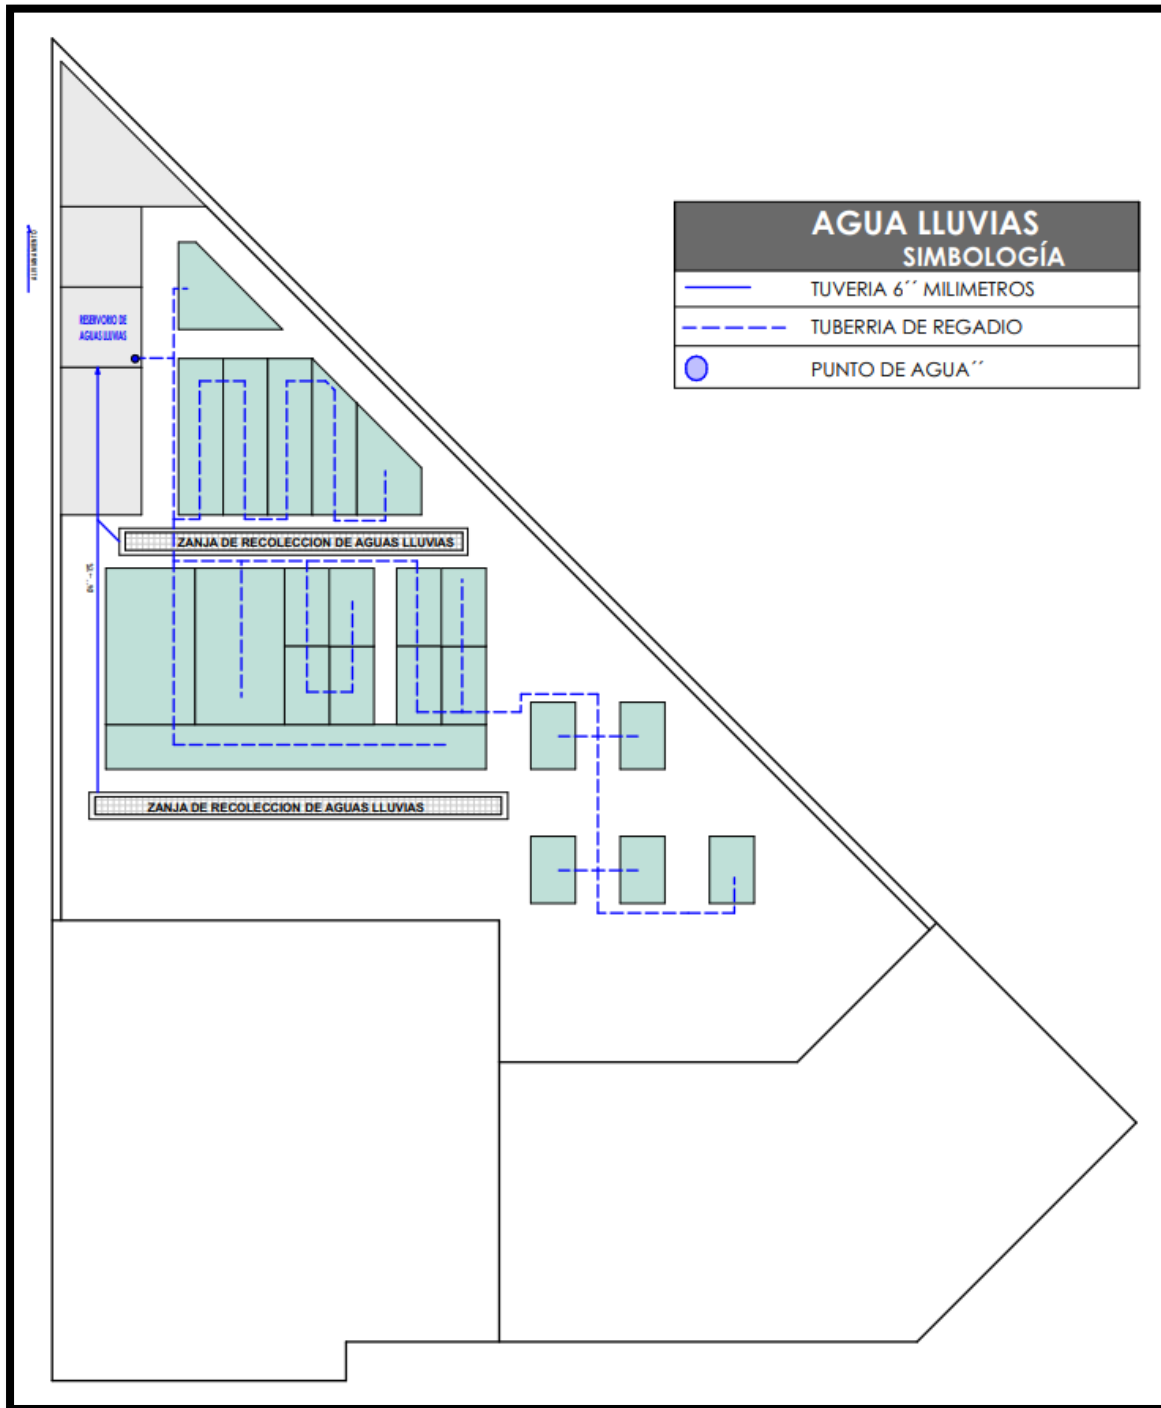 AGUA LLUVIAS
SIMBOLOGÍA
TUVERIA 6´´ MILIMETROS
TUBERRIA DE REGADIO
PUNTO DE AGUA´´
RESERVORIO DE
AGUAS LLUVIAS
ZANJA DE RECOLECCION DE AGUAS LLUVIAS
ZANJA DE RECOLECCION DE AGUAS LLUVIAS